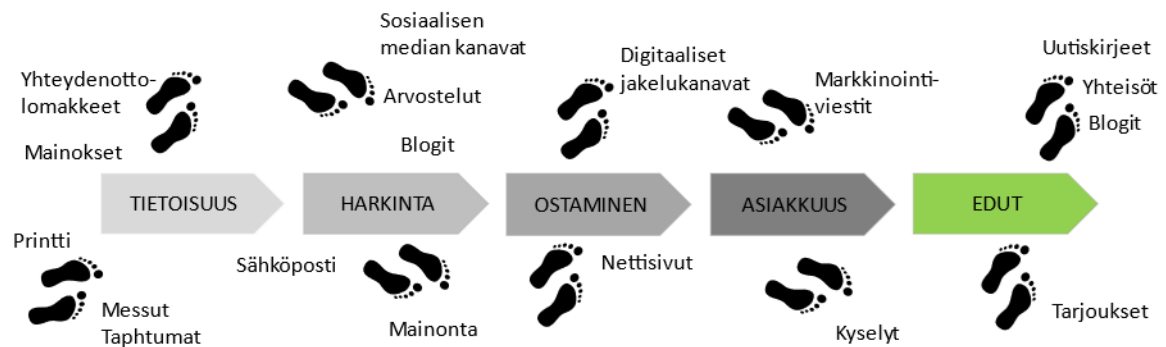 Yhteydenotto-
lomakkeet
Mainokset
Sosiaalisen
median kanavat
Arvostelut
Blogit
Digitaaliset
jakelukanavat
Markkinointi-
viestit
Uutiskirjeet
Yhteisöt
Blogit
TIETOISUUS
HARKINTA
OSTAMINEN
ASIAKKUUS
EDUT
Printti
Messut
Taphtumat
Sähköposti
Mainonta
Nettisivut
Kyselyt
Tarjoukset